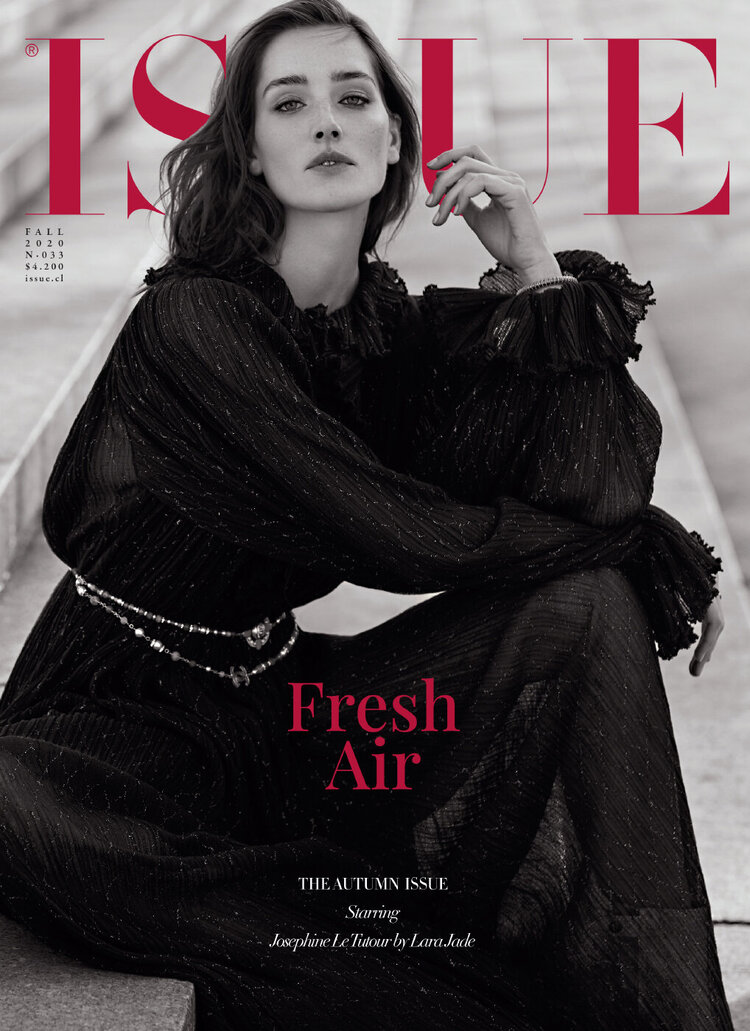 ISSUE
®
FALL
2020
N·033
$4.200
issue.cl
Fresh
Air
THE AUTUMN ISSUE
Starring
Josephine Le Tutour by Lara Jade